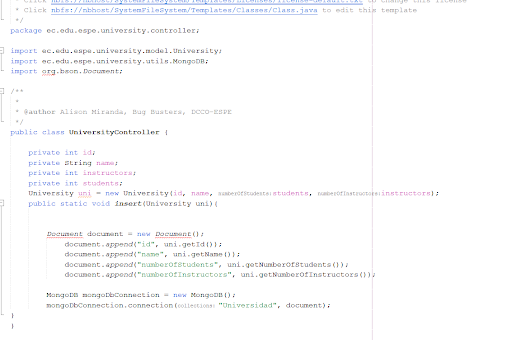 * Click nbfs://nbhost/SystemFileSystem/Templates/Licenses/license-default.txt to change this license
* Click nbfs://nbhost/SystemFileSystem/Templates/Classes/Class.java to edit this template
*/
package ec.edu.espe.university.controller;
import ec.edu.espe.university.model.University;
import ec.edu.espe.university.utils.MongoDB;
import org.bson.Document;
/**
*
* @author Alison Miranda, Bug Busters, DCCO-ESPE
*/
public class UniversityController {
private int id;
private String name;
private int instructors;
private int students;
University uni = new University(id, name, numberOfStudents:students, numberOfInstructors:instructors);
public static void insert(University uni){
Document document = new Document();
document.append("id", uni.getId());
document.append("name", uni.getName());
document.append("numberOfStudents", uni.getNumberOfStudents());
document.append("numberOfInstructors", uni.getNumberOfInstructors());
MongoDB mongoDbConnection = new MongoDB();
mongoDbConnection.connection(collections: "Universidad", document);
}
}